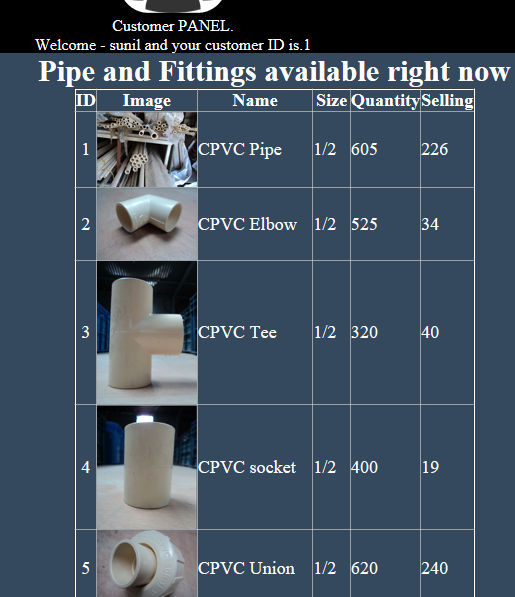 Customer PANEL.
Welcome - sunil and your customer ID is.1
Pipe and Fittings available right now
ID Image Name Size Quantity Selling
1 CPVC Pipe 1/2 605 226
2 CPVC Elbow 1/2 525 34
3 CPVC Tee 1/2 320 40
4 CPVC socket 1/2 400 19
5 CPVC Union 1/2 620 240